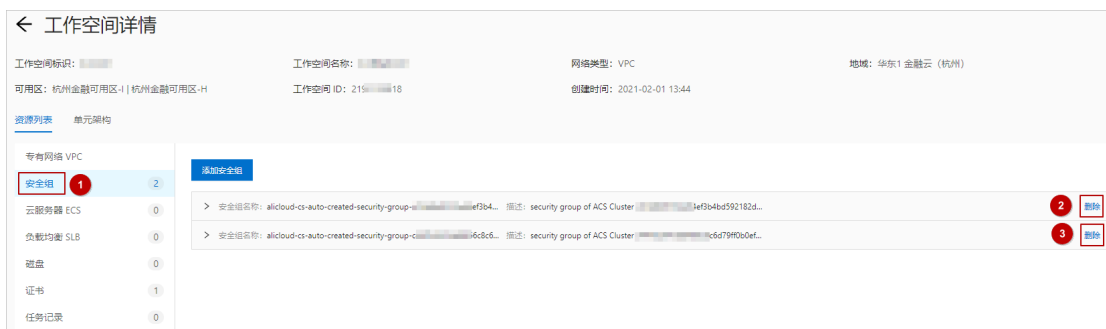 ← 工作空间详情
工作空间标识： 工作空间名称： 网络类型：VPC 地域：华东1 金融云（杭州）
可用区：杭州金融可用区-I | 杭州金融可用区-H 工作空间 ID：219 18 创建时间：2021-02-01 13:44
资源列表 单元架构
专有网络 VPC
添加安全组
安全组 1 2
> 安全组名称：alicloud-cs-auto-created-security-group- ef3b4... 描述：security group of ACS Cluster 4ef3b4bd592182d... 2 删除
云服务器 ECS 0
> 安全组名称：alicloud-cs-auto-created-security-group-c 6c8c6... 描述：security group of ACS Cluster c6d79ff0b0ef... 3 删除
负载均衡 SLB 0
磁盘 0
证书 1
任务记录 0